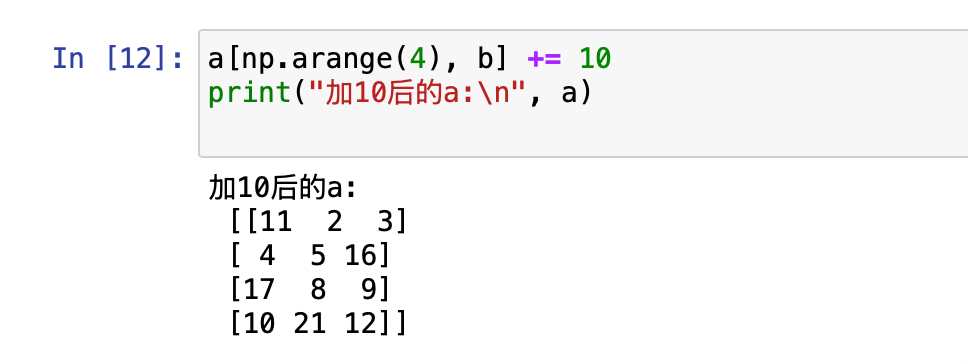 In [12]: a[np.arange(4), b] += 10
print("加10后的a:\n", a)
加10后的a:
 [[11  2  3]
 [ 4  5 16]
 [17  8  9]
 [10 21 12]]